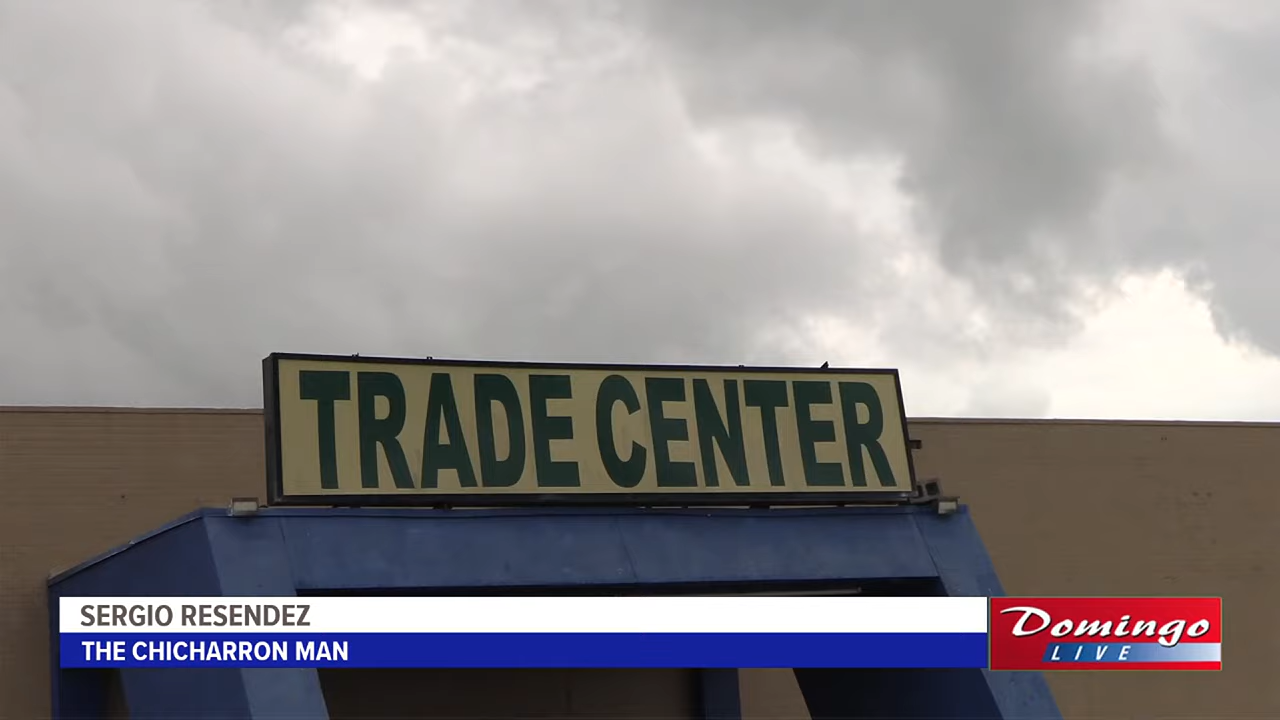 TRADE CENTER
SERGIO RESENDEZ
THE CHICHARRON MAN
Domingo
LIVE